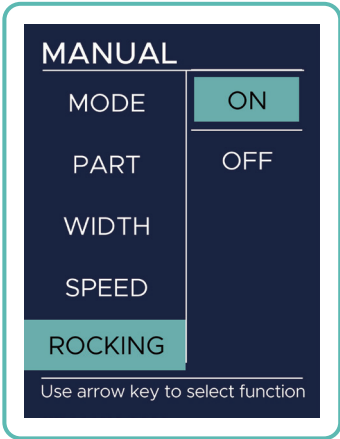 MANUAL
MODE
ON
PART
OFF
WIDTH
SPEED
ROCKING
Use arrow key to select function